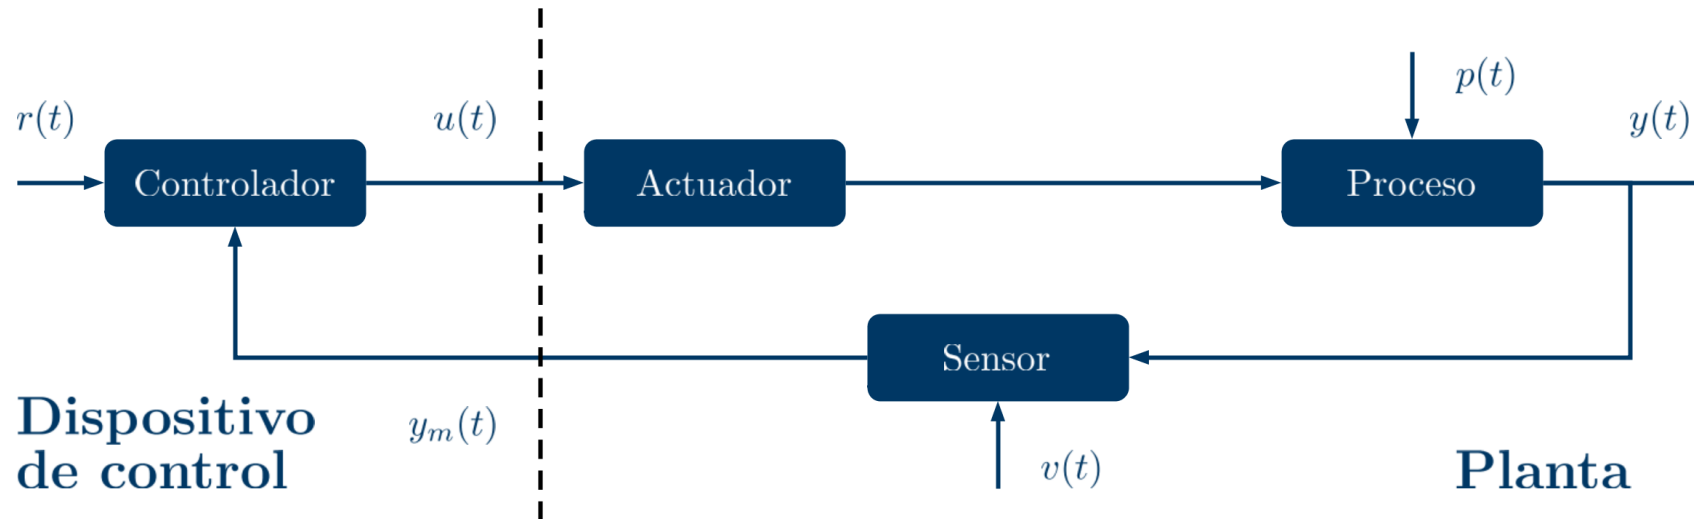 p(t)
r(t)
u(t)
y(t)
Controlador
Actuador
Proceso
Sensor
Dispositivo
de control
y_m(t)
v(t)
Planta